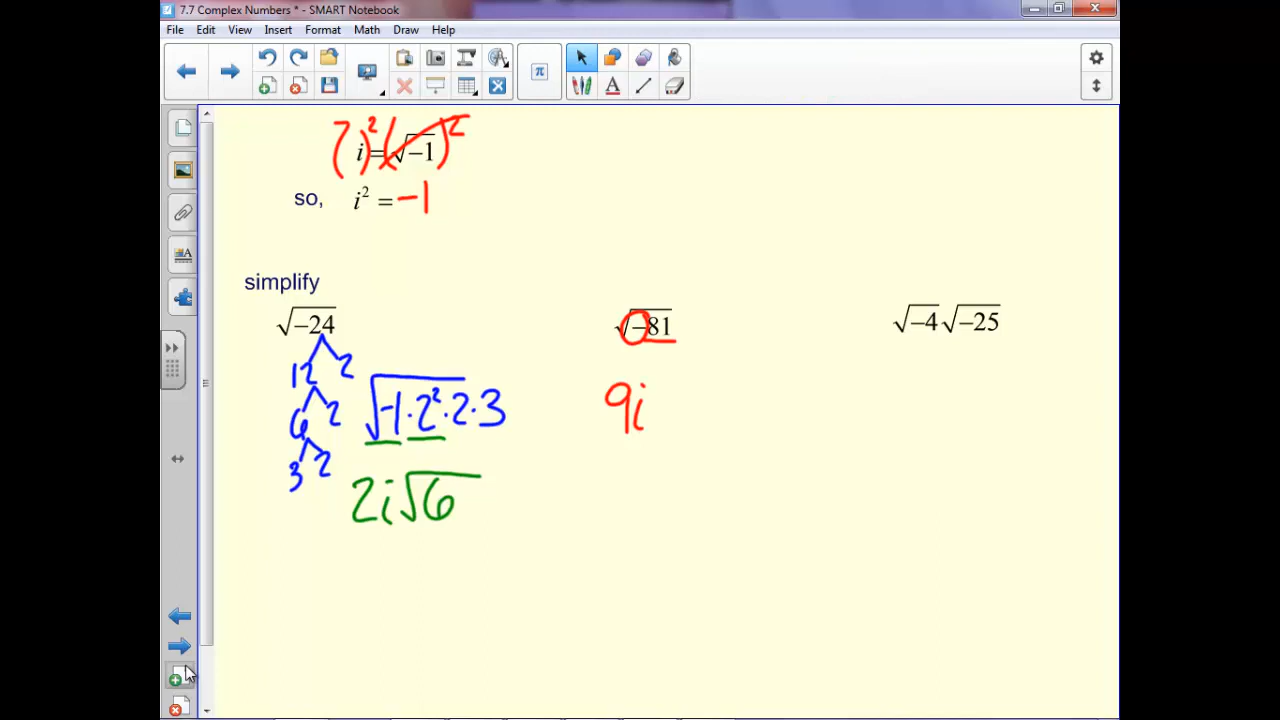 7.7 Complex Numbers * - SMART Notebook
File Edit View Insert Format Math Draw Help
π
A
( i )² = ( √−1 )²
so, i² = −1
simplify
√−24
12 2
6 2
3 2
√−1·2²·2·3
2i√6
√−81
9i
√−4 √−25